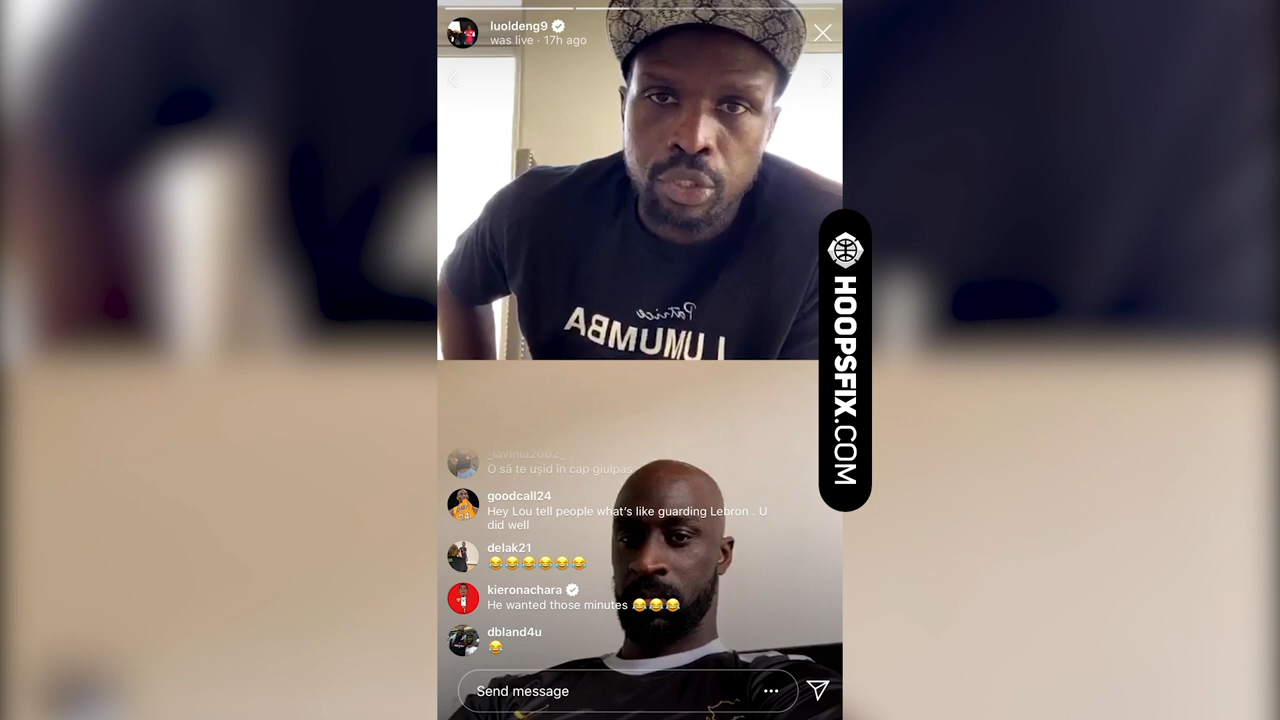 luoldeng9
was live · 17h ago
Patrice
LUMUMBA
HOOPSFIX.COM
_lavinia2002_
O să te ușid în cap giulpas
goodcall24
Hey Lou tell people what's like guarding Lebron . U
did well
delak21
😂😂😂😂😂😂
kieronachara
He wanted those minutes 😂😂😂
dbland4u
😂
Send message